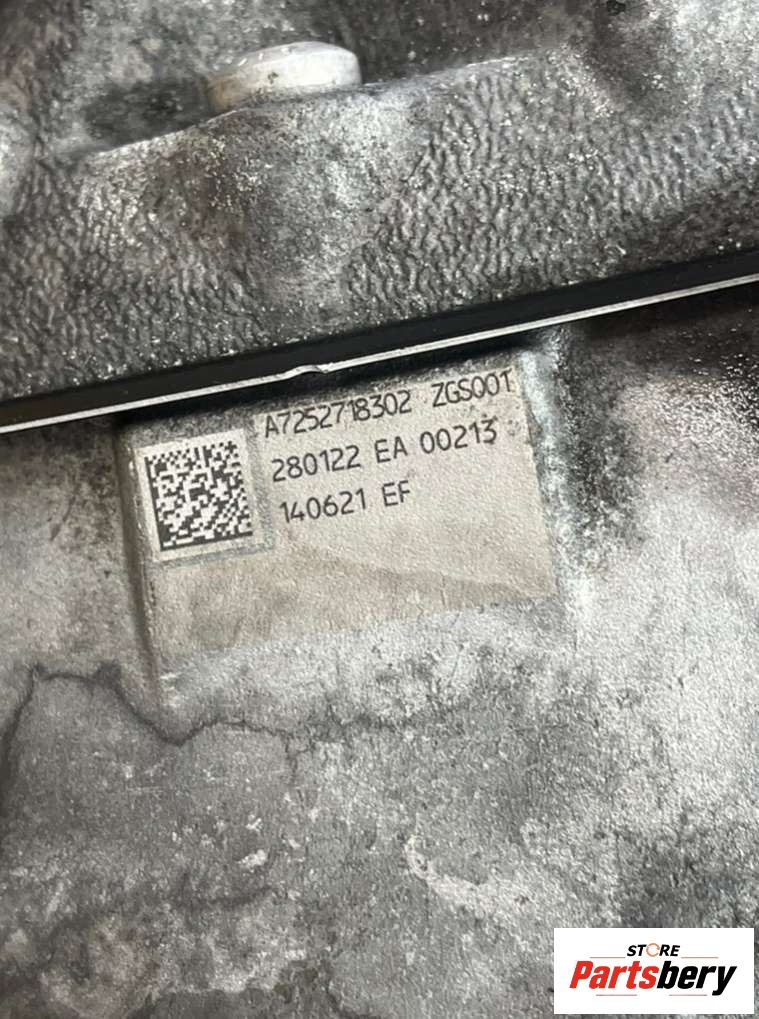 A7252718302 ZGS001
280122 EA 00213
140621 EF
STORE
Partsbery